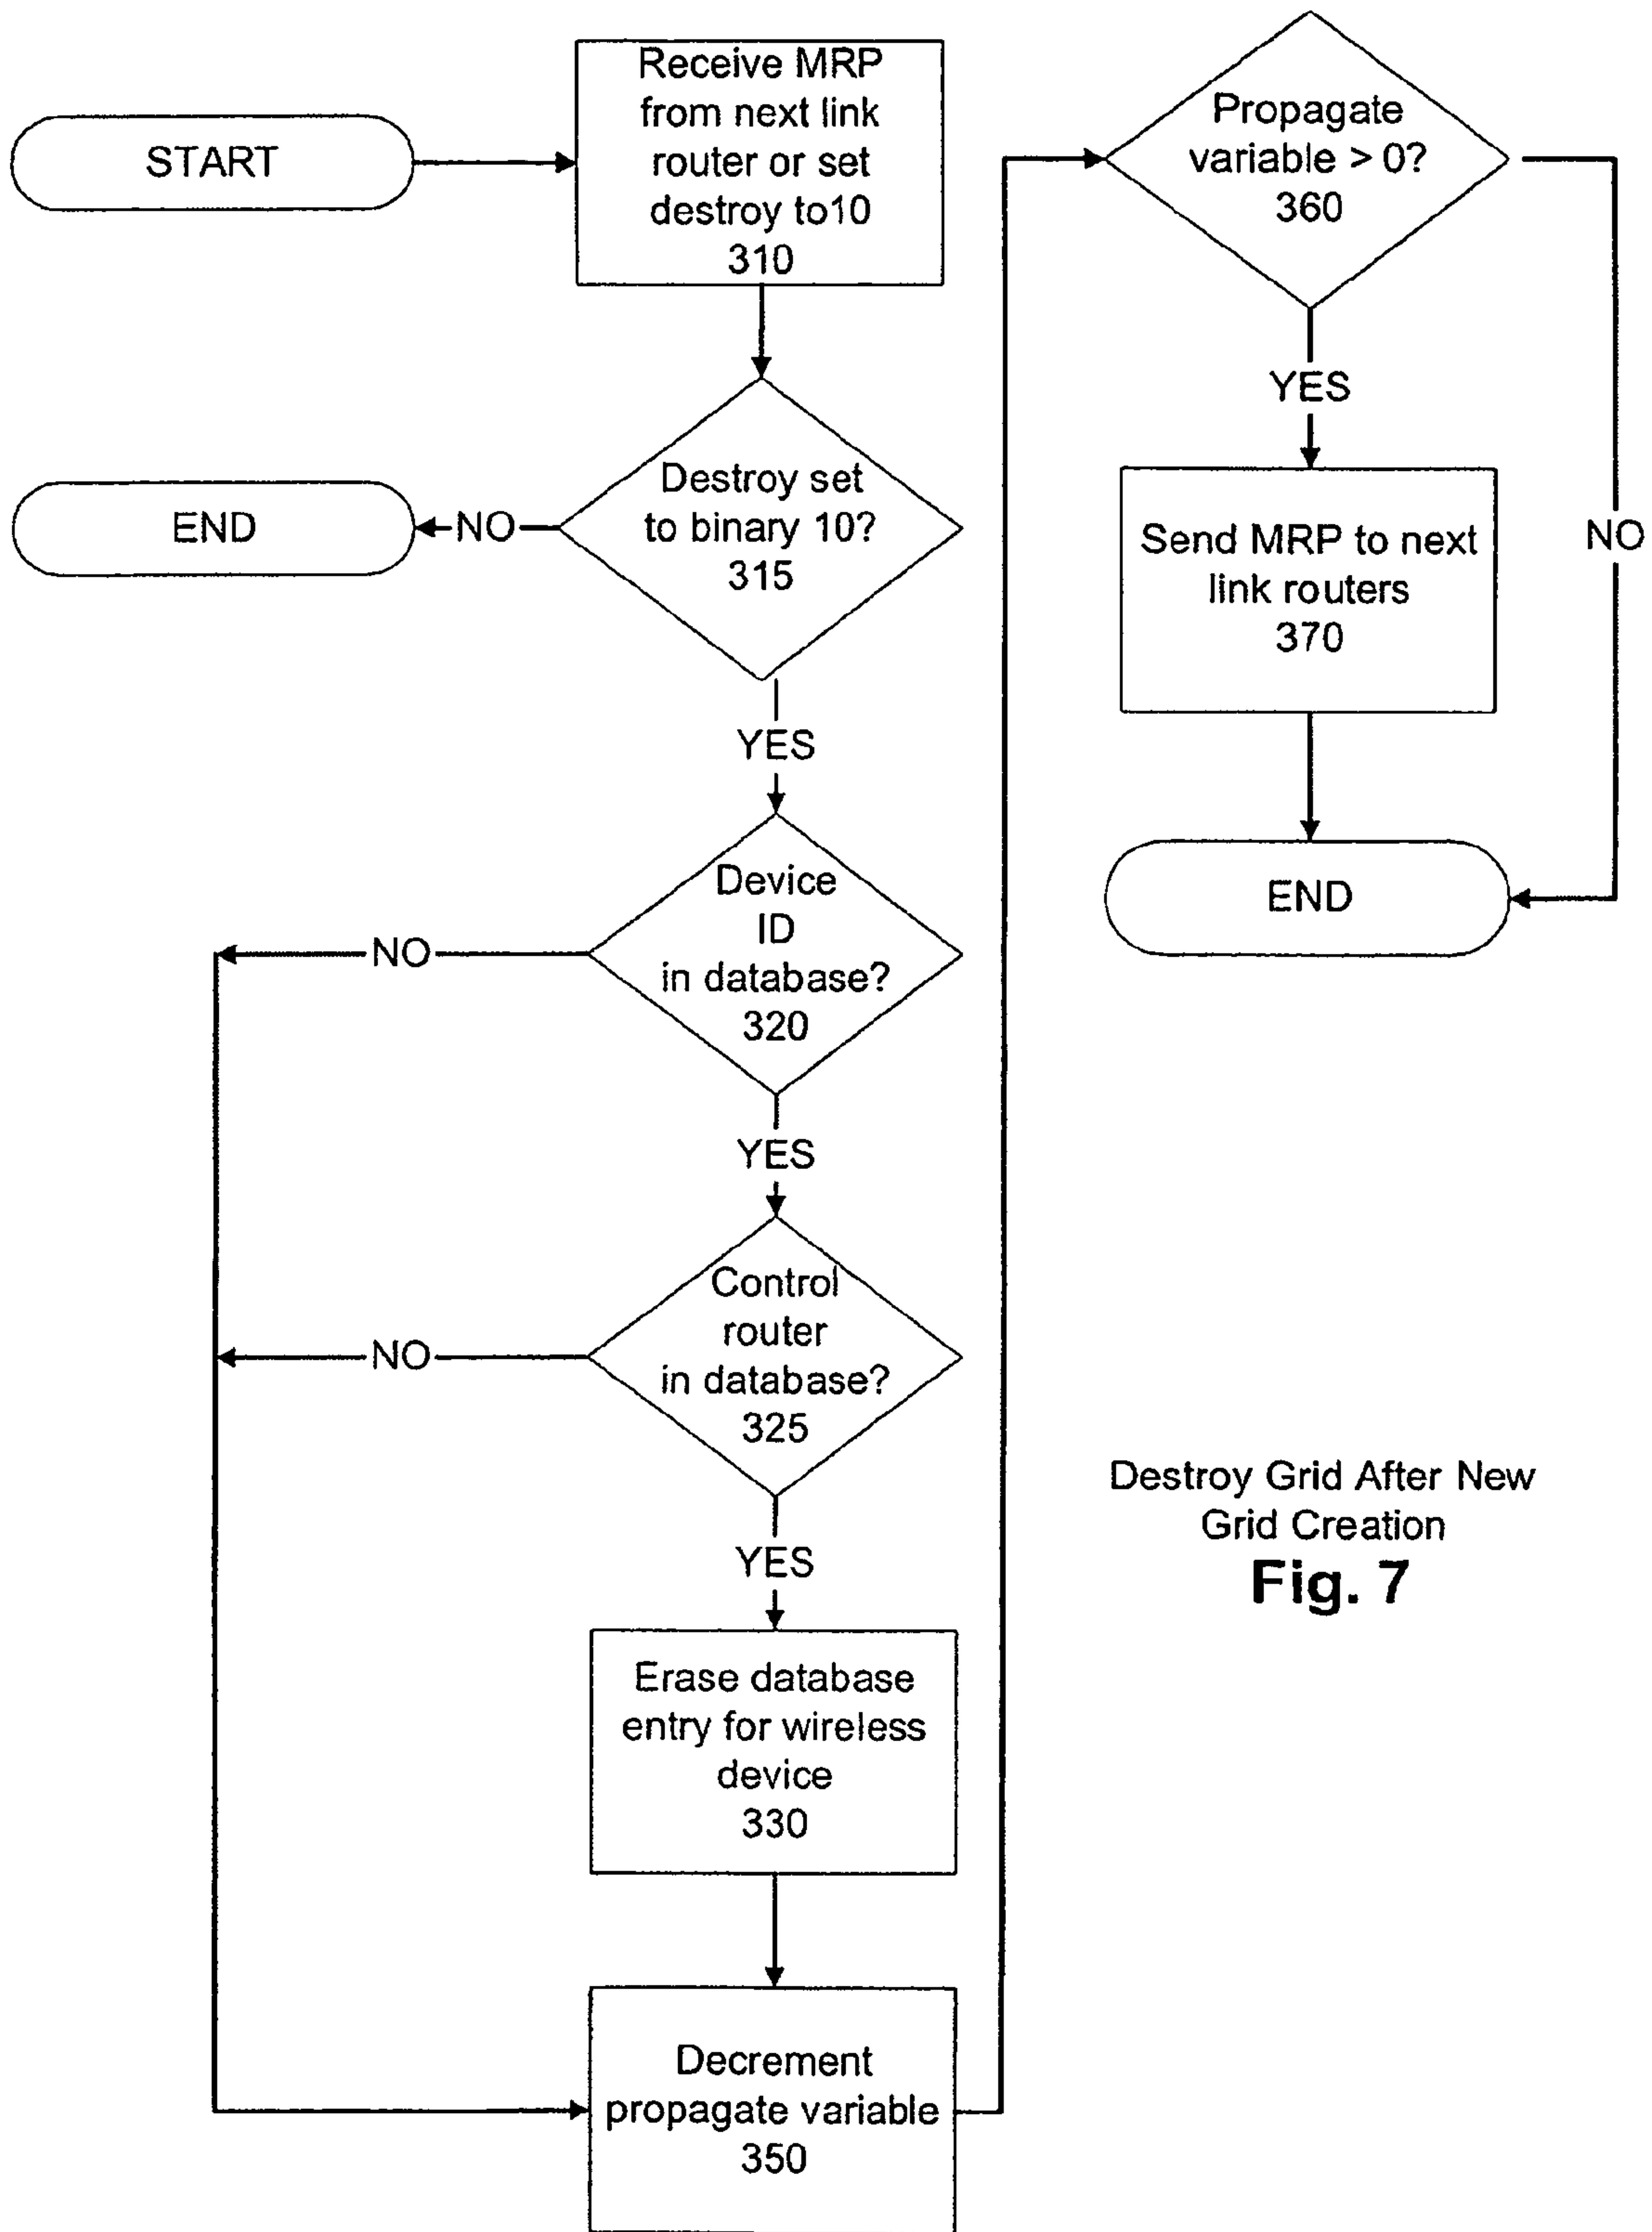 START
Receive MRP
from next link
router or set
destroy to10
310
Destroy set
to binary 10?
315
NO
END
YES
Device
ID
in database?
320
NO
YES
Control
router
in database?
325
NO
YES
Erase database
entry for wireless
device
330
Decrement
propagate variable
350
Propagate
variable > 0?
360
YES
NO
Send MRP to next
link routers
370
END
Destroy Grid After New
Grid Creation
Fig. 7